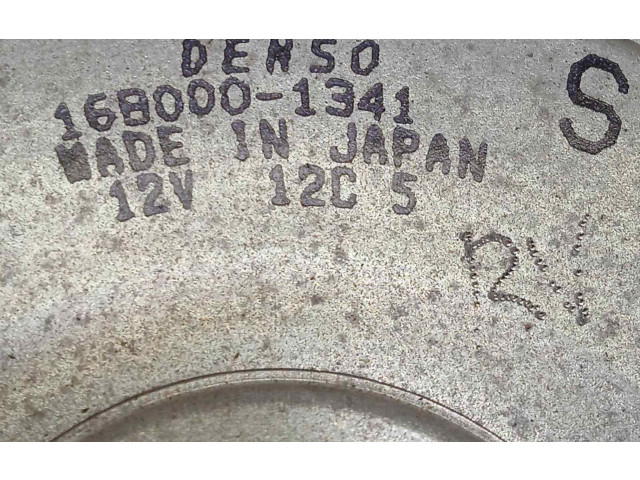 DENSO
168000-1341
MADE IN JAPAN
12V 12C 5
S